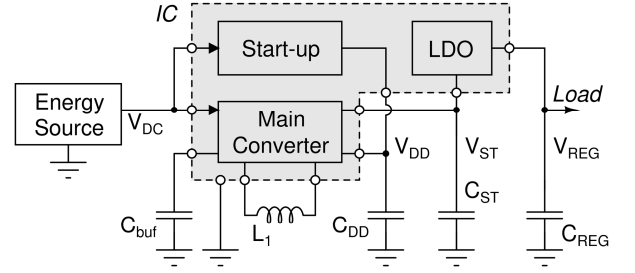 IC
Start-up
LDO
Energy
Source
V_DC
Main
Converter
Load
V_DD
V_ST
V_REG
C_buf
L_1
C_DD
C_ST
C_REG